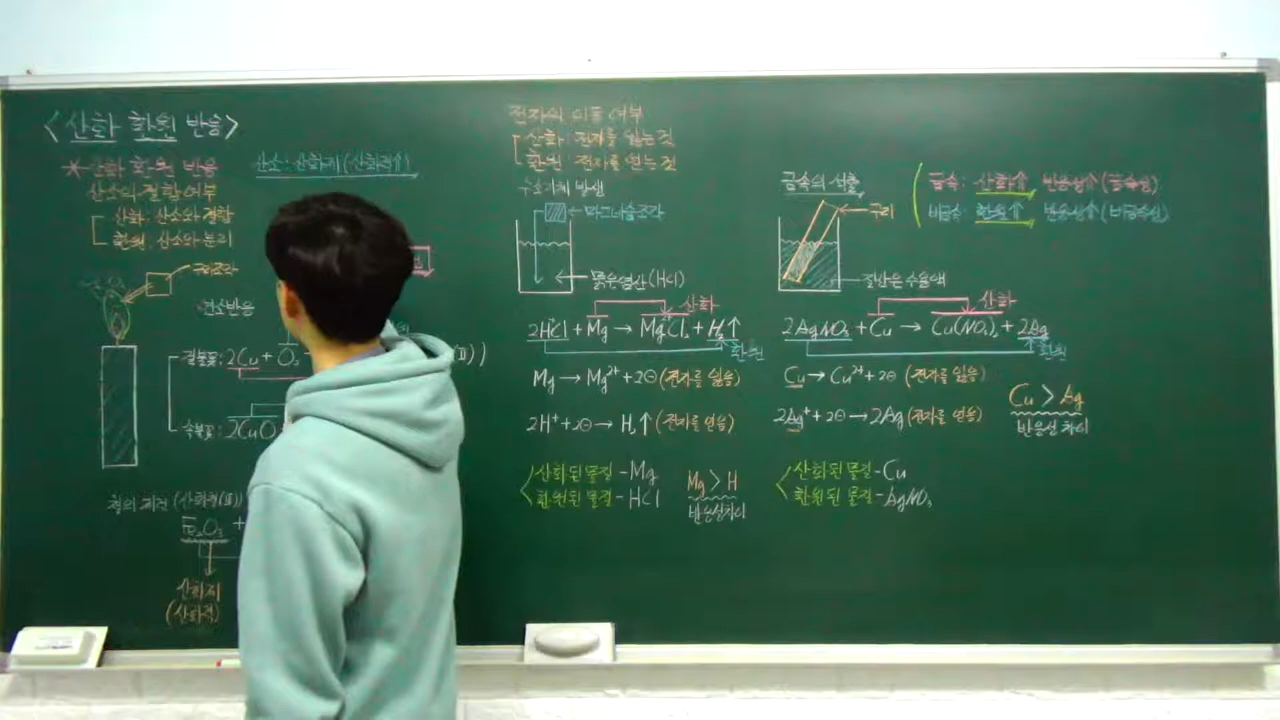 <산화 환원 반응>
* 산화 환원 반응
산소 : 산화제(산화력↑)
산소의 결합여부
산화 : 산소와 결합
환원 : 산소와 분리
구리조각
연소반응
겉불꽃 : 2Cu + O₂
(Ⅱ))
속불꽃 : 2CuO
철의 제련 (산화철(Ⅲ)
Fe₂O₃ +
산화제
(산화력)
전자의 이동 여부
산화 : 전자를 잃는 것
환원 : 전자를 얻는 것
수소기체 발생
마그네슘조각
묽은염산(HCl)
산화
2HCl + Mg → MgCl₂ + H₂↑
환원
Mg → Mg²⁺ + 2⊖ (전자를 잃음)
2H⁺ + 2⊖ → H₂↑ (전자를 얻음)
산화된 물질 - Mg
환원된 물질 - HCl
Mg > H
반응성차이
금속의 석출
구리
질산은 수용액
산화
2AgNO₃ + Cu → Cu(NO₃)₂ + 2Ag
환원
Cu → Cu²⁺ + 2⊖ (전자를 잃음)
2Ag⁺ + 2⊖ → 2Ag (전자를 얻음)
Cu > Ag
반응성 차이
산화된 물질 - Cu
환원된 물질 - AgNO₃
금속 : 산화↑ 반응성↑(금속성)
비금속 : 환원↑ 반응성↑(비금속성)